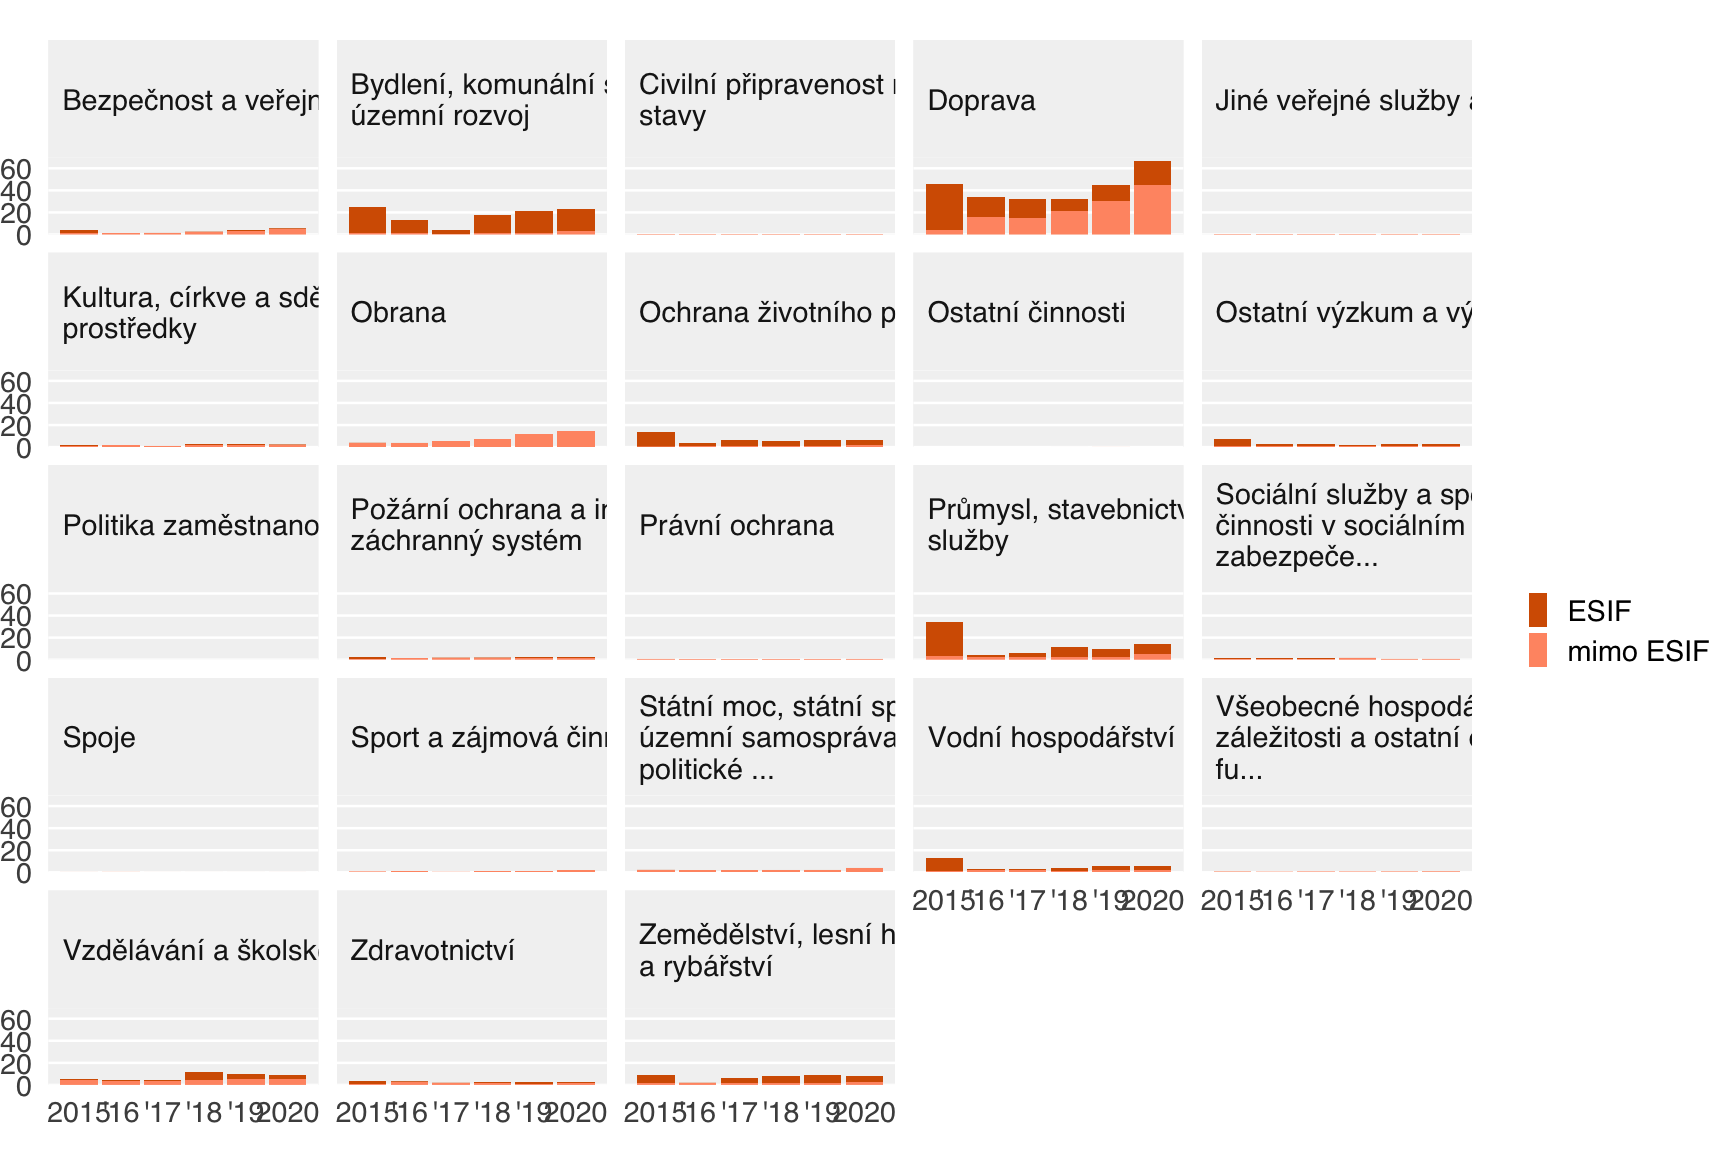 Bezpečnost a veřejn
Bydlení, komunální s
územní rozvoj
Civilní připravenost
stavy
Doprava
Jiné veřejné služby a
60
40
20
0
Kultura, církve a sdě
prostředky
Obrana
Ochrana životního p
Ostatní činnosti
Ostatní výzkum a vý
60
40
20
0
Politika zaměstnano
Požární ochrana a in
záchranný systém
Právní ochrana
Průmysl, stavebnictv
služby
Sociální služby a spo
činnosti v sociálním
zabezpeče...
60
40
20
0
ESIF
mimo ESIF
Spoje
Sport a zájmová činn
Státní moc, státní sp
územní samospráva
politické ...
Vodní hospodářství
Všeobecné hospodá
záležitosti a ostatní
fu...
60
40
20
0
2015 '16 '17 '18 '19 2020
2015 '16 '17 '18 '19 2020
Vzdělávání a školsk
Zdravotnictví
Zemědělství, lesní h
a rybářství
60
40
20
0
2015 '16 '17 '18 '19 2020
2015 '16 '17 '18 '19 2020
2015 '16 '17 '18 '19 2020